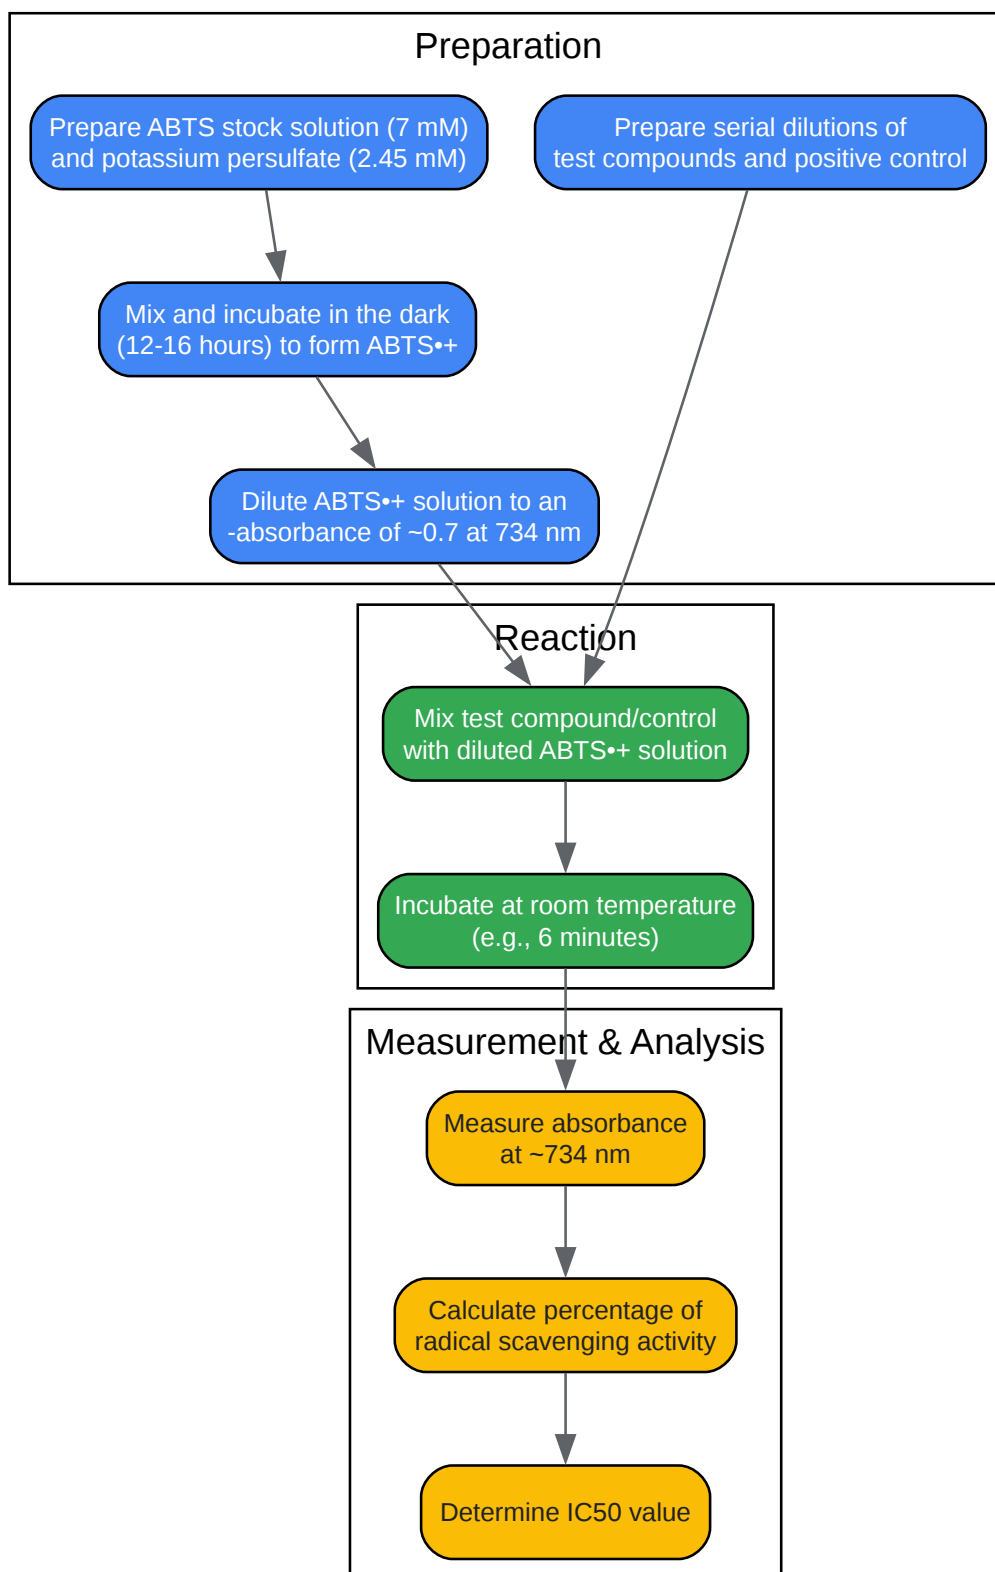 Preparation
Prepare ABTS stock solution (7 mM)
and potassium persulfate (2.45 mM)
Prepare serial dilutions of
test compounds and positive control
Mix and incubate in the dark
(12-16 hours) to form ABTS•+
Dilute ABTS•+ solution to an
-absorbance of ~0.7 at 734 nm
Reaction
Mix test compound/control
with diluted ABTS•+ solution
Incubate at room temperature
(e.g., 6 minutes)
Measurement & Analysis
Measure absorbance
at ~734 nm
Calculate percentage of
radical scavenging activity
Determine IC50 value